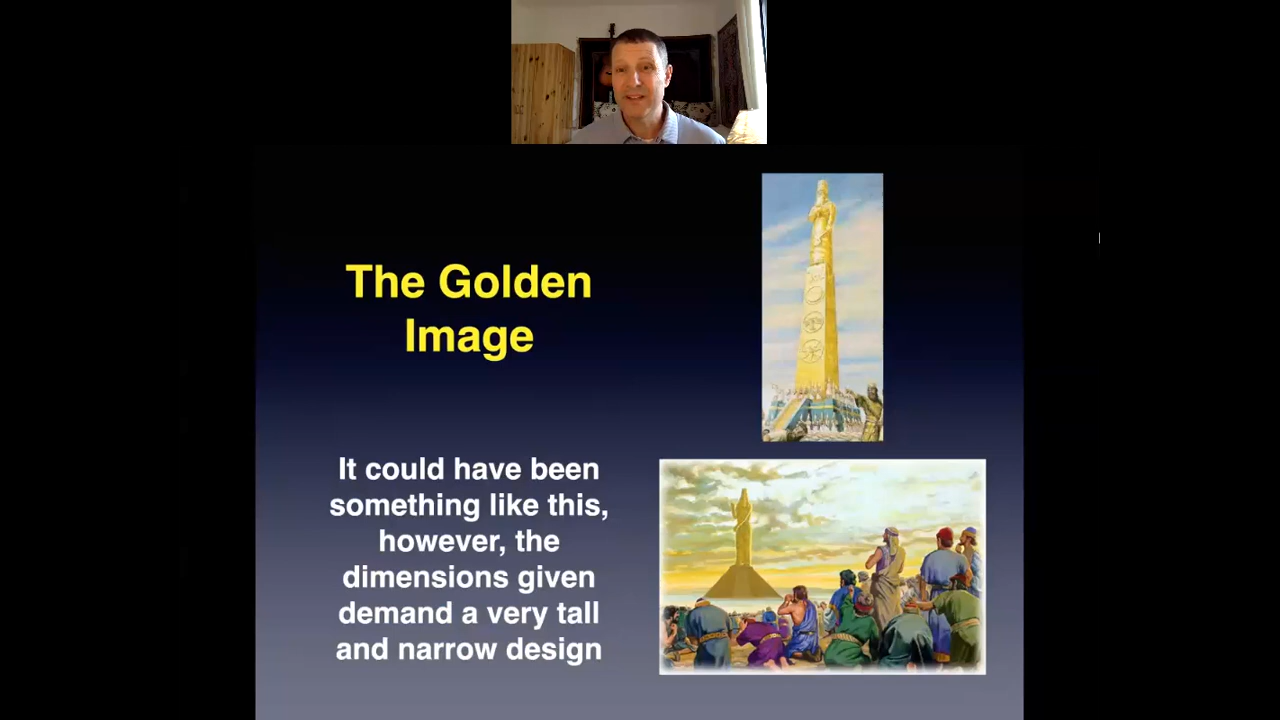 The Golden
Image
It could have been
something like this,
however, the
dimensions given
demand a very tall
and narrow design